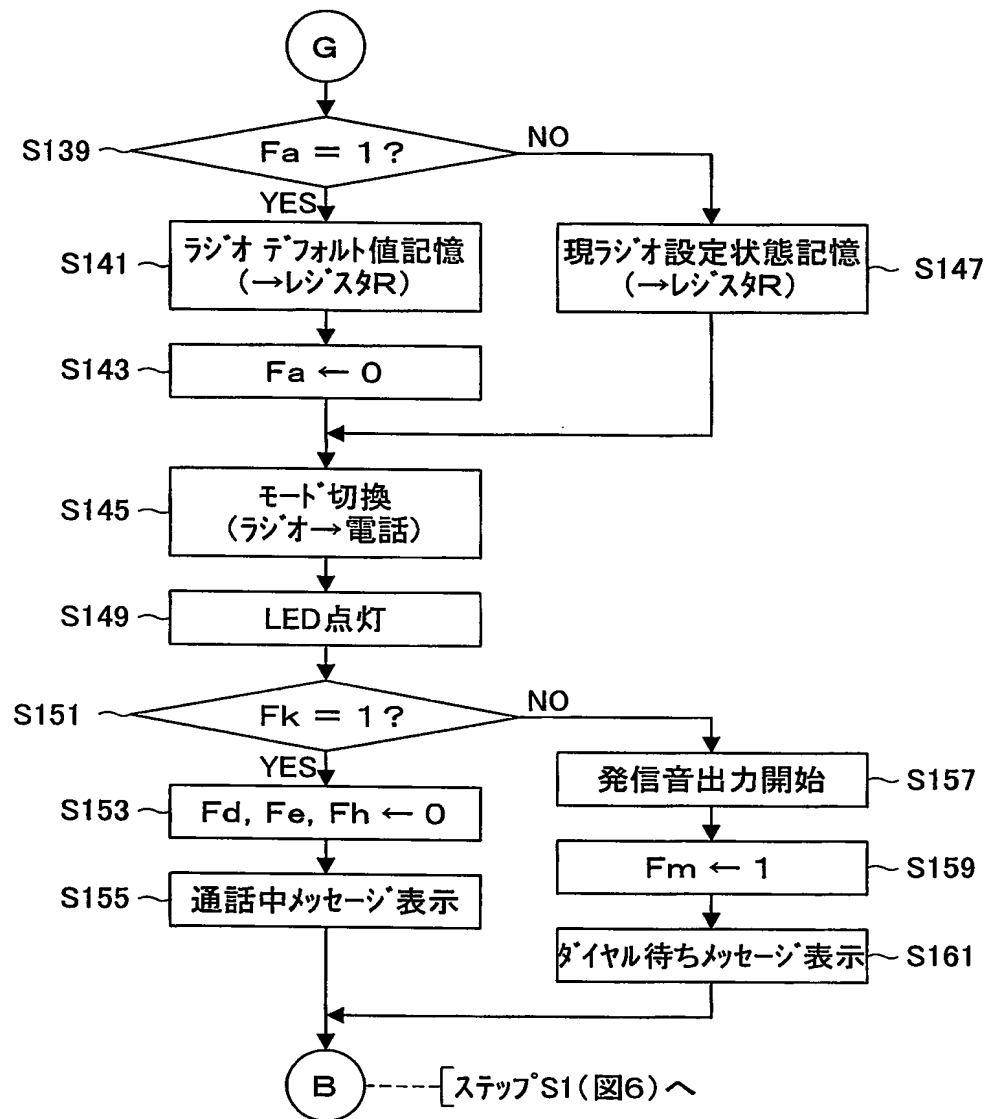 G
S139
Fa = 1?
NO
YES
S141
ラジオ デフォルト値記憶
(→レジスタR)
現ラジオ設定状態記憶
(→レジスタR)
S147
S143
Fa ← 0
S145
モード切換
(ラジオ→電話)
S149
LED点灯
S151
Fk = 1?
NO
YES
S153
Fd, Fe, Fh ← 0
発信音出力開始
S157
S155
通話中メッセージ表示
Fm ← 1
S159
ダイヤル待ちメッセージ表示
S161
B
ステップS1(図6)へ